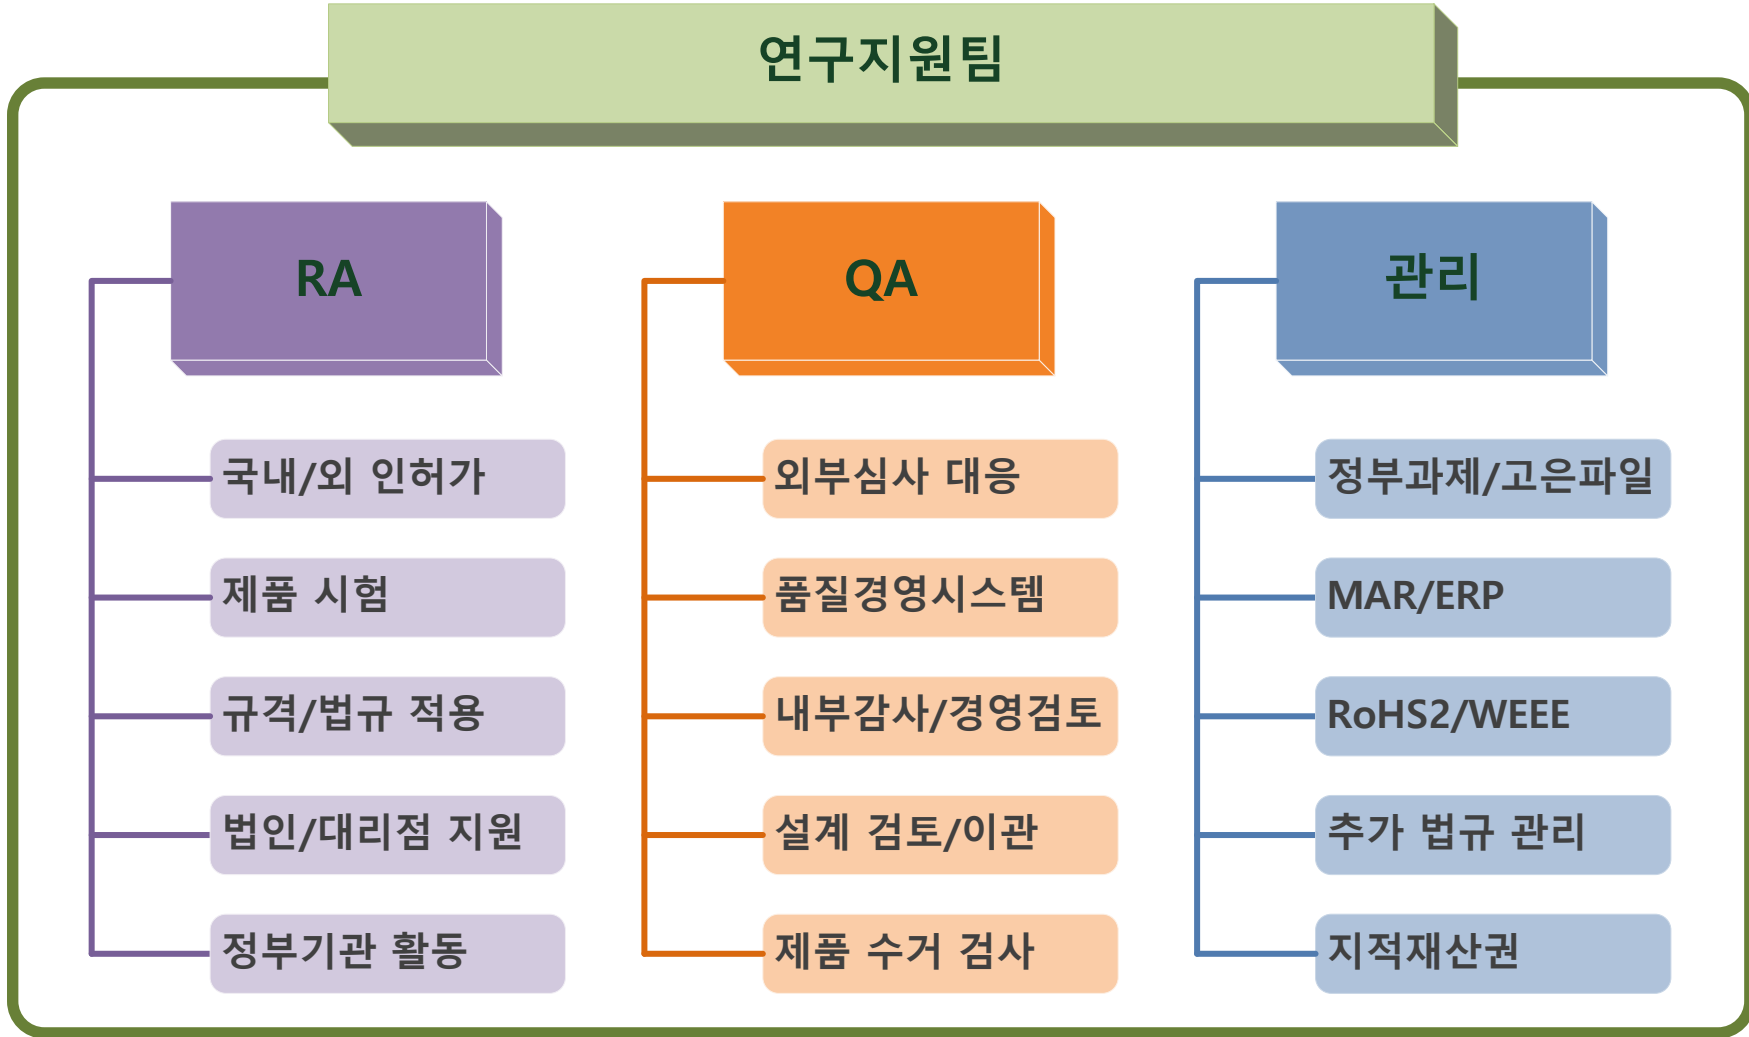 연구지원팀
RA
국내/외 인허가
제품 시험
규격/법규 적용
법인/대리점 지원
정부기관 활동
QA
외부심사 대응
품질경영시스템
내부감사/경영검토
설계 검토/이관
제품 수거 검사
관리
정부과제/고은파일
MAR/ERP
RoHS2/WEEE
추가 법규 관리
지적재산권